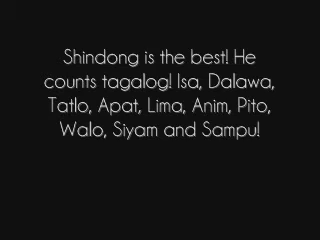 Shindong is the best! He
counts tagalog! Isa, Dalawa,
Tatlo, Apat, Lima, Anim, Pito,
Walo, Siyam and Sampu!